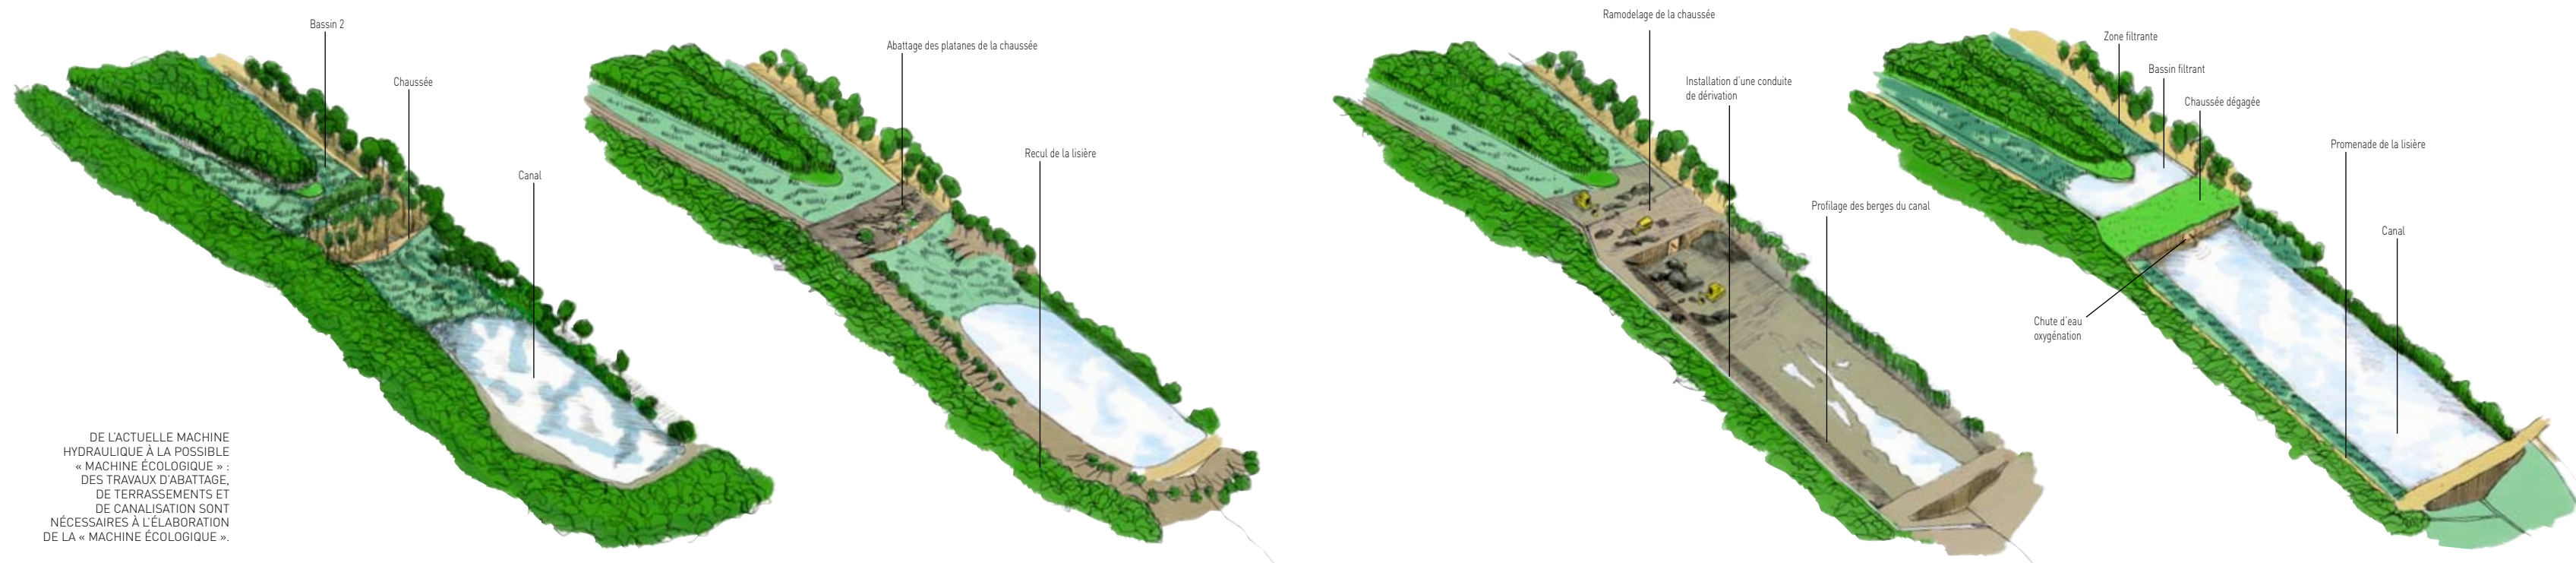 Bassin 2
Chaussée
Canal
DE L'ACTUELLE MACHINE
HYDRAULIQUE À LA POSSIBLE
« MACHINE ÉCOLOGIQUE » :
DES TRAVAUX D'ABATTAGE,
DE TERRASSEMENTS ET
DE CANALISATION SONT
NÉCESSAIRES À L'ÉLABORATION
DE LA « MACHINE ÉCOLOGIQUE ».
Abattage des platanes de la chaussée
Recul de la lisière
Ramodelage de la chaussée
Installation d'une conduite
de dérivation
Profilage des berges du canal
Zone filtrante
Bassin filtrant
Chaussée dégagée
Promenade de la lisière
Canal
Chute d'eau
oxygénation